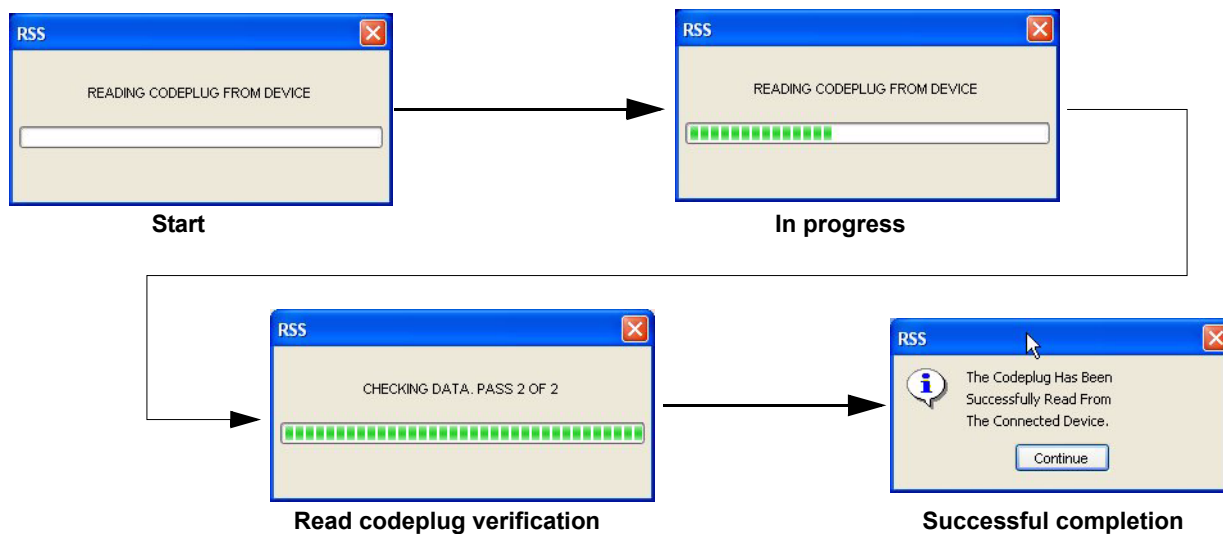 RSS
READING CODEPLUG FROM DEVICE
Start
RSS
READING CODEPLUG FROM DEVICE
In progress
RSS
CHECKING DATA. PASS 2 OF 2
Read codeplug verification
RSS
The Codeplug Has Been
Successfully Read From
The Connected Device.
Continue
Successful completion